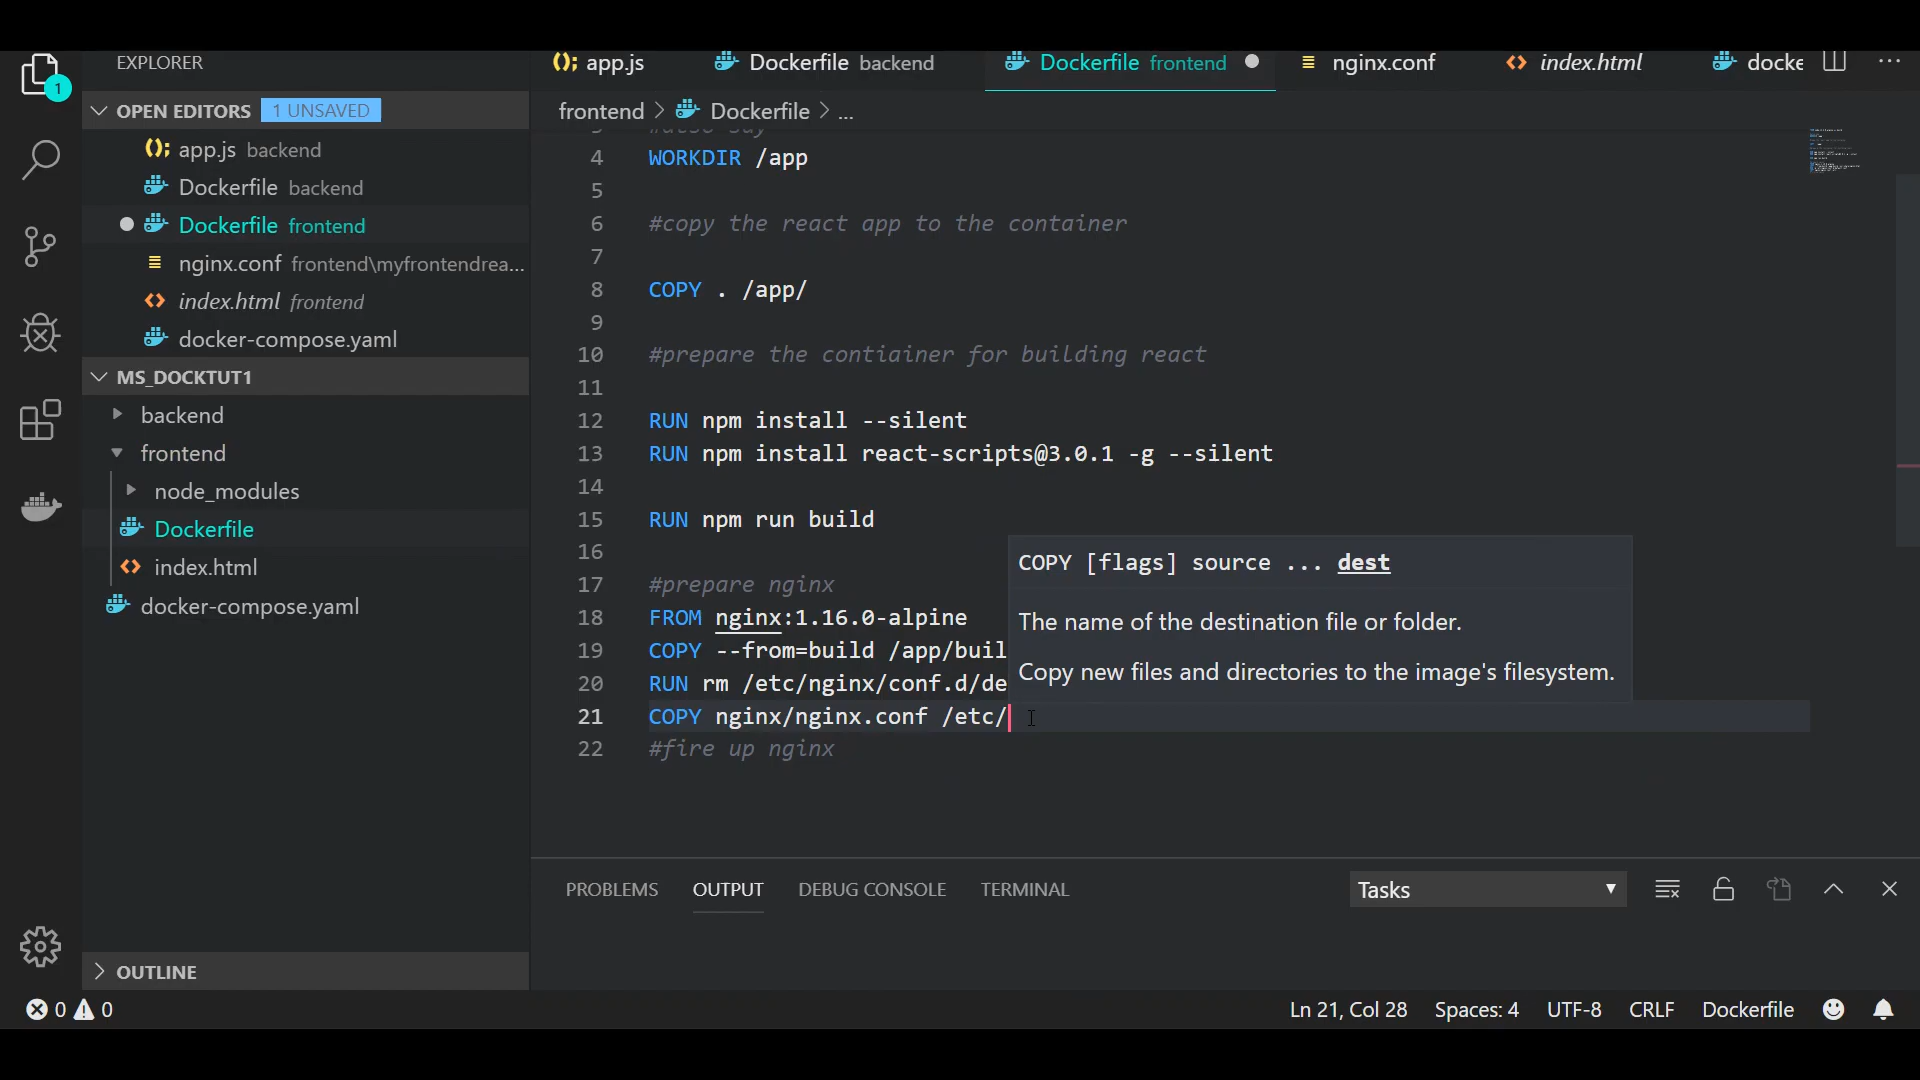 EXPLORER
OPEN EDITORS 1 UNSAVED
app.js backend
Dockerfile backend
Dockerfile frontend
nginx.conf frontend\myfrontendrea...
index.html frontend
docker-compose.yaml
MS_DOCKTUT1
backend
frontend
node_modules
Dockerfile
index.html
docker-compose.yaml
OUTLINE
app.js Dockerfile backend Dockerfile frontend nginx.conf index.html docke
frontend > Dockerfile > ...
#also say
4 WORKDIR /app
5
6 #copy the react app to the container
7
8 COPY . /app/
9
10 #prepare the contiainer for building react
11
12 RUN npm install --silent
13 RUN npm install react-scripts@3.0.1 -g --silent
14
15 RUN npm run build
16
17 #prepare nginx
18 FROM nginx:1.16.0-alpine
19 COPY --from=build /app/buil
20 RUN rm /etc/nginx/conf.d/de
21 COPY nginx/nginx.conf /etc/
22 #fire up nginx
COPY [flags] source ... dest
The name of the destination file or folder.
Copy new files and directories to the image's filesystem.
PROBLEMS OUTPUT DEBUG CONSOLE TERMINAL Tasks
0 0 Ln 21, Col 28 Spaces: 4 UTF-8 CRLF Dockerfile
1